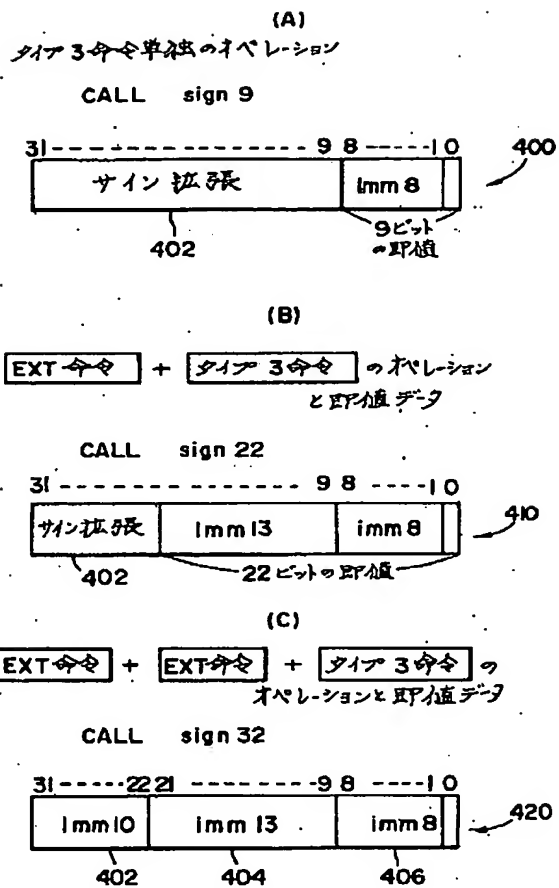 (A)
タイプ 3命令単独のオペレーション
CALL sign 9
31 - - - - - - - - - - - - - - - 9 8 - - - - - 1 0
サイン拡張 imm 8
400
402
9ビット
の即値
(B)
EXT 命令 + タイプ 3命令 のオペレーション
と即値データ
CALL sign 22
31 - - - - - - - - - - - - - - - 9 8 - - - - - 1 0
サイン拡張 imm 13 imm 8
410
402
22ビットの即値
(C)
EXT命令 + EXT命令 + タイプ 3命令 の
オペレーションと即値データ
CALL sign 32
31 - - - - - 22 21 - - - - - - - - - 9 8 - - - - 1 0
imm 10 imm 13 imm 8
420
402 404 406